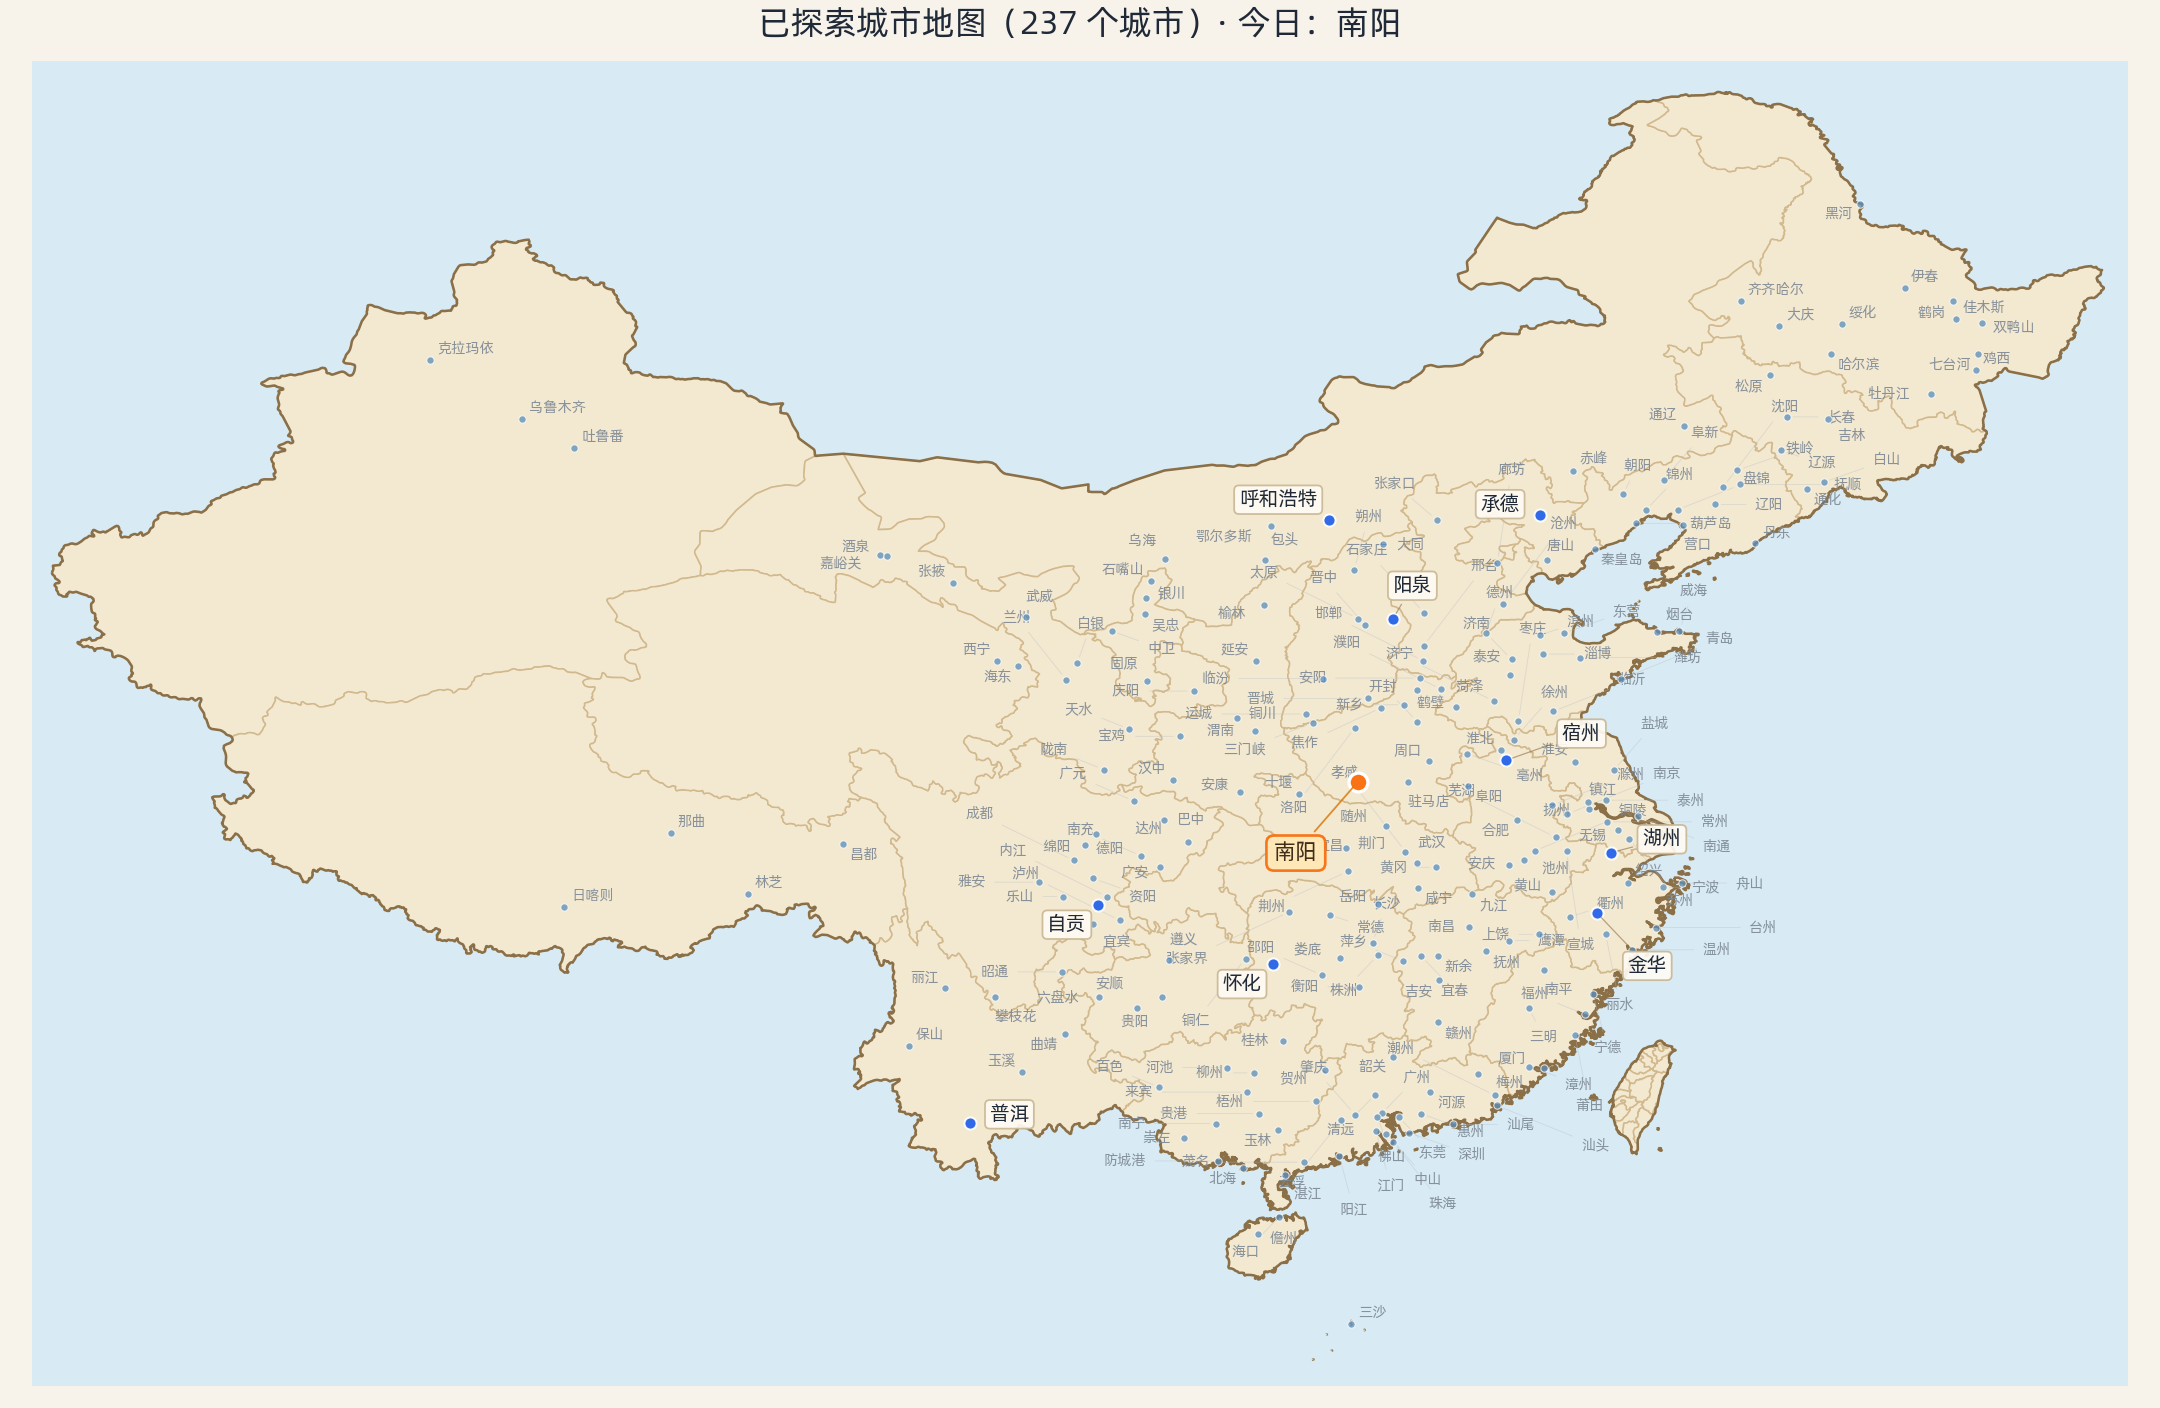 已探索城市地图（237 个城市）· 今日：南阳
黑河
伊春
齐齐哈尔
大庆
绥化
鹤岗
佳木斯
双鸭山
克拉玛依
哈尔滨
七台河
鸡西
松原
牡丹江
乌鲁木齐
吐鲁番
通辽
沈阳
长春
阜新
吉林
铁岭
辽源
白山
廊坊
赤峰
朝阳
锦州
盘锦
抚顺
张家口
呼和浩特
承德
辽阳
通化
朔州
沧州
葫芦岛
丹东
鄂尔多斯
包头
乌海
石家庄
大同
唐山
营口
酒泉
嘉峪关
张掖
石嘴山
太原
晋中
邢台
秦皇岛
阳泉
威海
武威
银川
德州
兰州
白银
吴忠
榆林
邯郸
济南
枣庄
滨州
东营
烟台
青岛
西宁
海东
中卫
固原
延安
濮阳
济宁
泰安
淄博
潍坊
庆阳
临汾
安阳
开封
菏泽
临沂
天水
运城
晋城
铜川
新乡
鹤壁
徐州
陇南
宝鸡
渭南
三门峡
焦作
周口
淮北
宿州
淮安
盐城
广元
汉中
安康
十堰
孝感
亳州
滁州
南京
洛阳
驻马店
芜湖
阜阳
镇江
泰州
成都
那曲
南充
达州
巴中
随州
扬州
铜陵
常州
内江
绵阳
德阳
南阳
宜昌
荆门
武汉
合肥
无锡
湖州
南通
昌都
雅安
泸州
广安
黄冈
安庆
池州
绍兴
日喀则
林芝
乐山
资阳
荆州
岳阳
长沙
咸宁
黄山
九江
衢州
宁波
舟山
自贡
宜宾
常德
南昌
上饶
鹰潭
宣城
台州
遵义
张家界
邵阳
娄底
萍乡
温州
丽江
昭通
怀化
新余
抚州
金华
六盘水
安顺
衡阳
株洲
吉安
宜春
福州
南平
丽水
攀枝花
贵阳
铜仁
保山
曲靖
桂林
赣州
三明
宁德
玉溪
百色
河池
柳州
贺州
肇庆
韶关
潮州
广州
厦门
梅州
漳州
普洱
来宾
梧州
河源
莆田
南宁
贵港
崇左
玉林
清远
惠州
汕尾
汕头
防城港
茂名
北海
湛江
佛山
东莞
深圳
江门
中山
阳江
珠海
儋州
海口
三沙